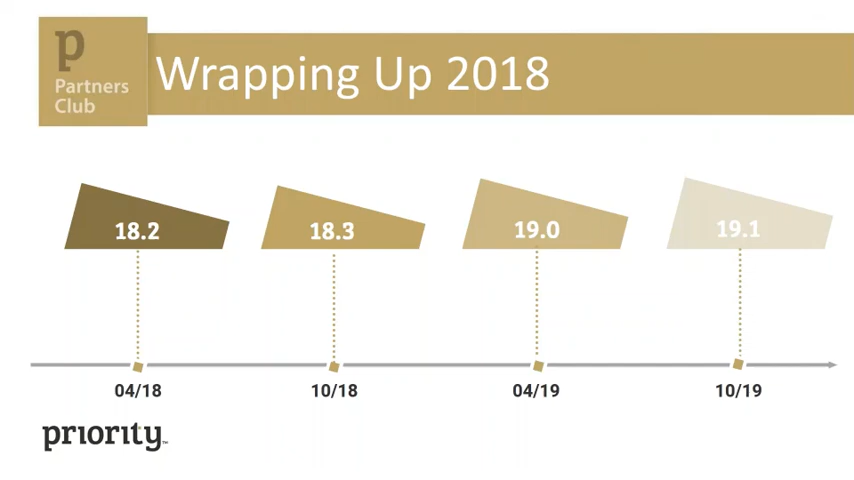 p
Partners
Club
Wrapping Up 2018
18.2
18.3
19.0
19.1
04/18
10/18
04/19
10/19
priority™